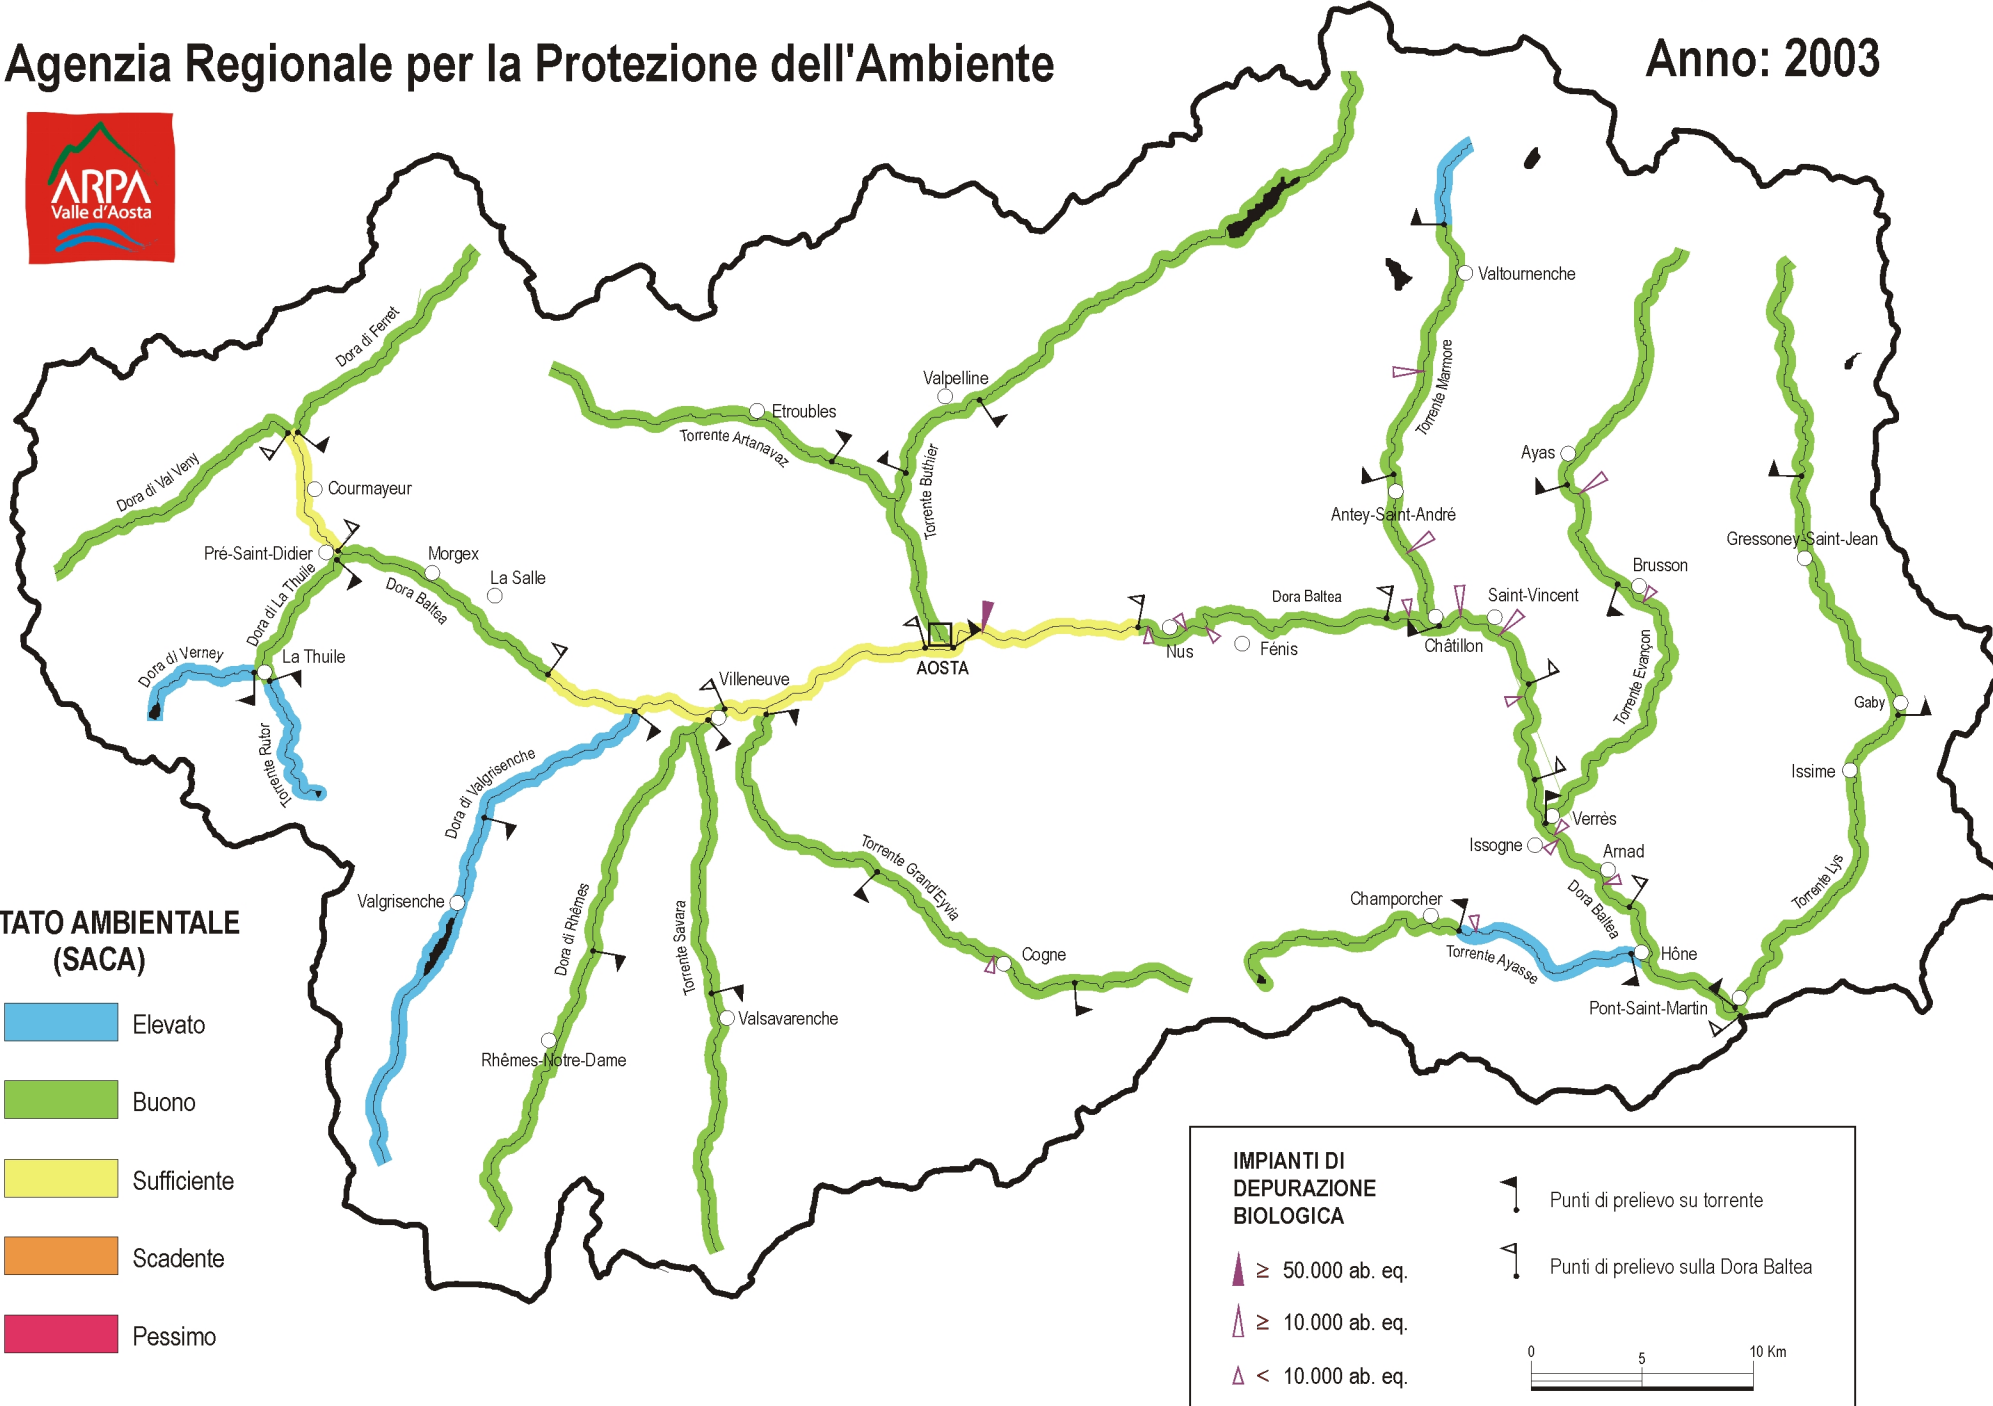 Agenzia Regionale per la Protezione dell'Ambiente
Anno: 2003
ARPA
Valle d'Aosta
Dora di Ferret
Dora di Val Veny
Courmayeur
Pré-Saint-Didier
Morgex
La Salle
Dora Baltea
Dora di La Thuile
La Thuile
Dora di Verney
Torrente Rutor
Dora di Valgrisenche
Valgrisenche
Etroubles
Torrente Artanavaz
Valpelline
Torrente Buthier
AOSTA
Villeneuve
Dora di Rhêmes
Rhêmes-Notre-Dame
Torrente Savara
Valsavarenche
Torrente Grand'Eyvia
Cogne
Valtournenche
Torrente Marmore
Antey-Saint-André
Dora Baltea
Nus
Fénis
Châtillon
Saint-Vincent
Ayas
Brusson
Torrente Evançon
Verrès
Issogne
Arnad
Dora Baltea
Champorcher
Torrente Ayasse
Hône
Pont-Saint-Martin
Gressoney-Saint-Jean
Gaby
Issime
Torrente Lys
TATO AMBIENTALE
(SACA)
Elevato
Buono
Sufficiente
Scadente
Pessimo
IMPIANTI DI
DEPURAZIONE
BIOLOGICA
≥ 50.000 ab. eq.
≥ 10.000 ab. eq.
< 10.000 ab. eq.
Punti di prelievo su torrente
Punti di prelievo sulla Dora Baltea
0 5 10 Km